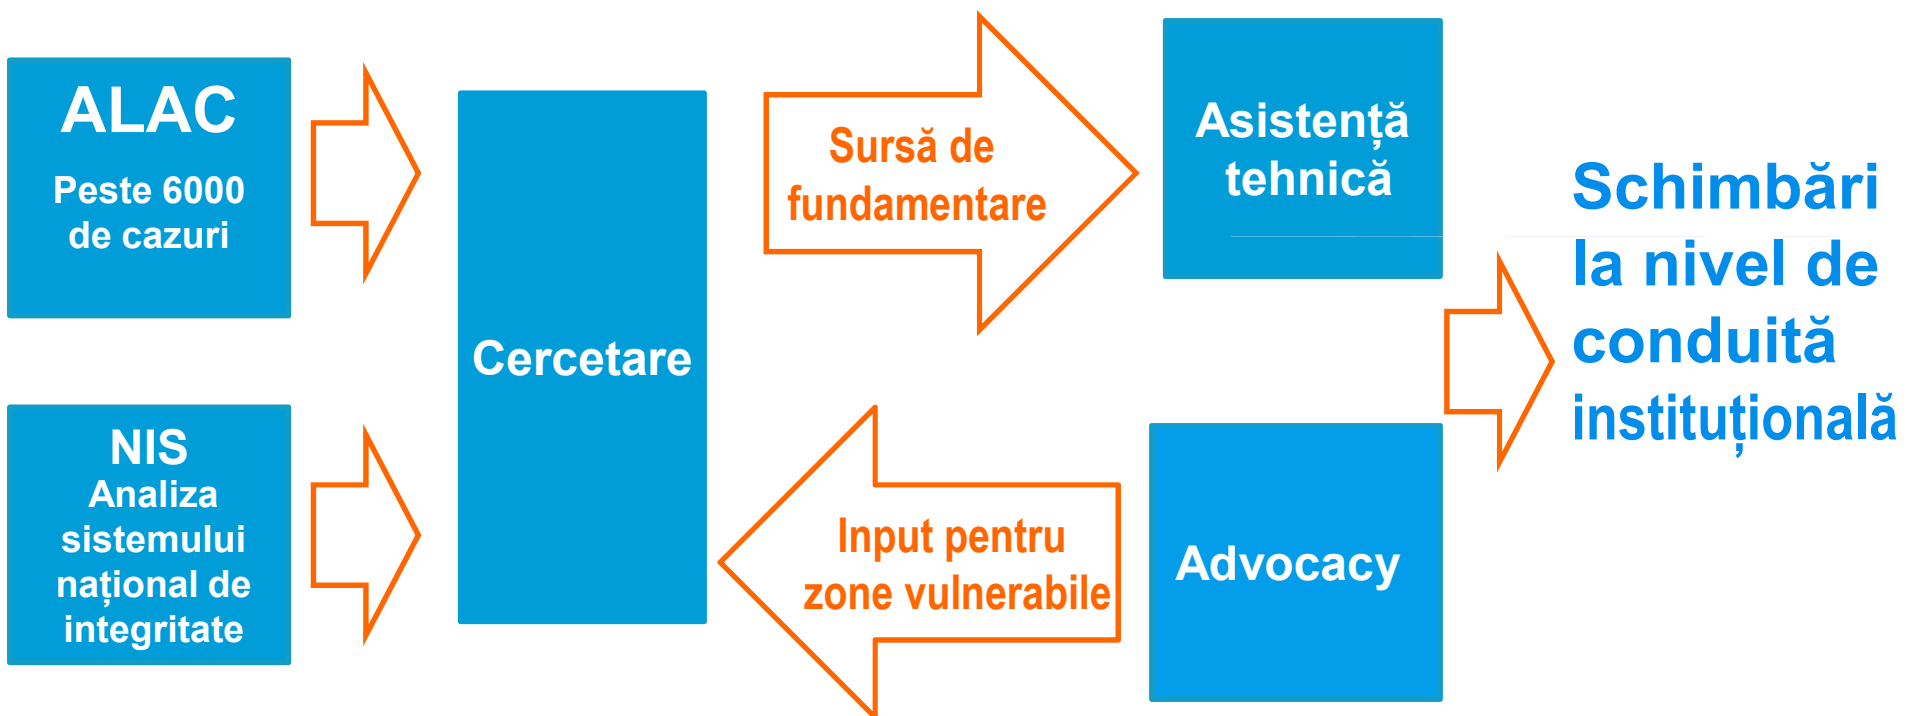 ALAC
Peste 6000
de cazuri
NIS
Analiza
sistemului
național de
integritate
Cercetare
Sursă de
fundamentare
Input pentru
zone vulnerabile
Asistență
tehnică
Advocacy
Schimbări
la nivel de
conduită
instituțională